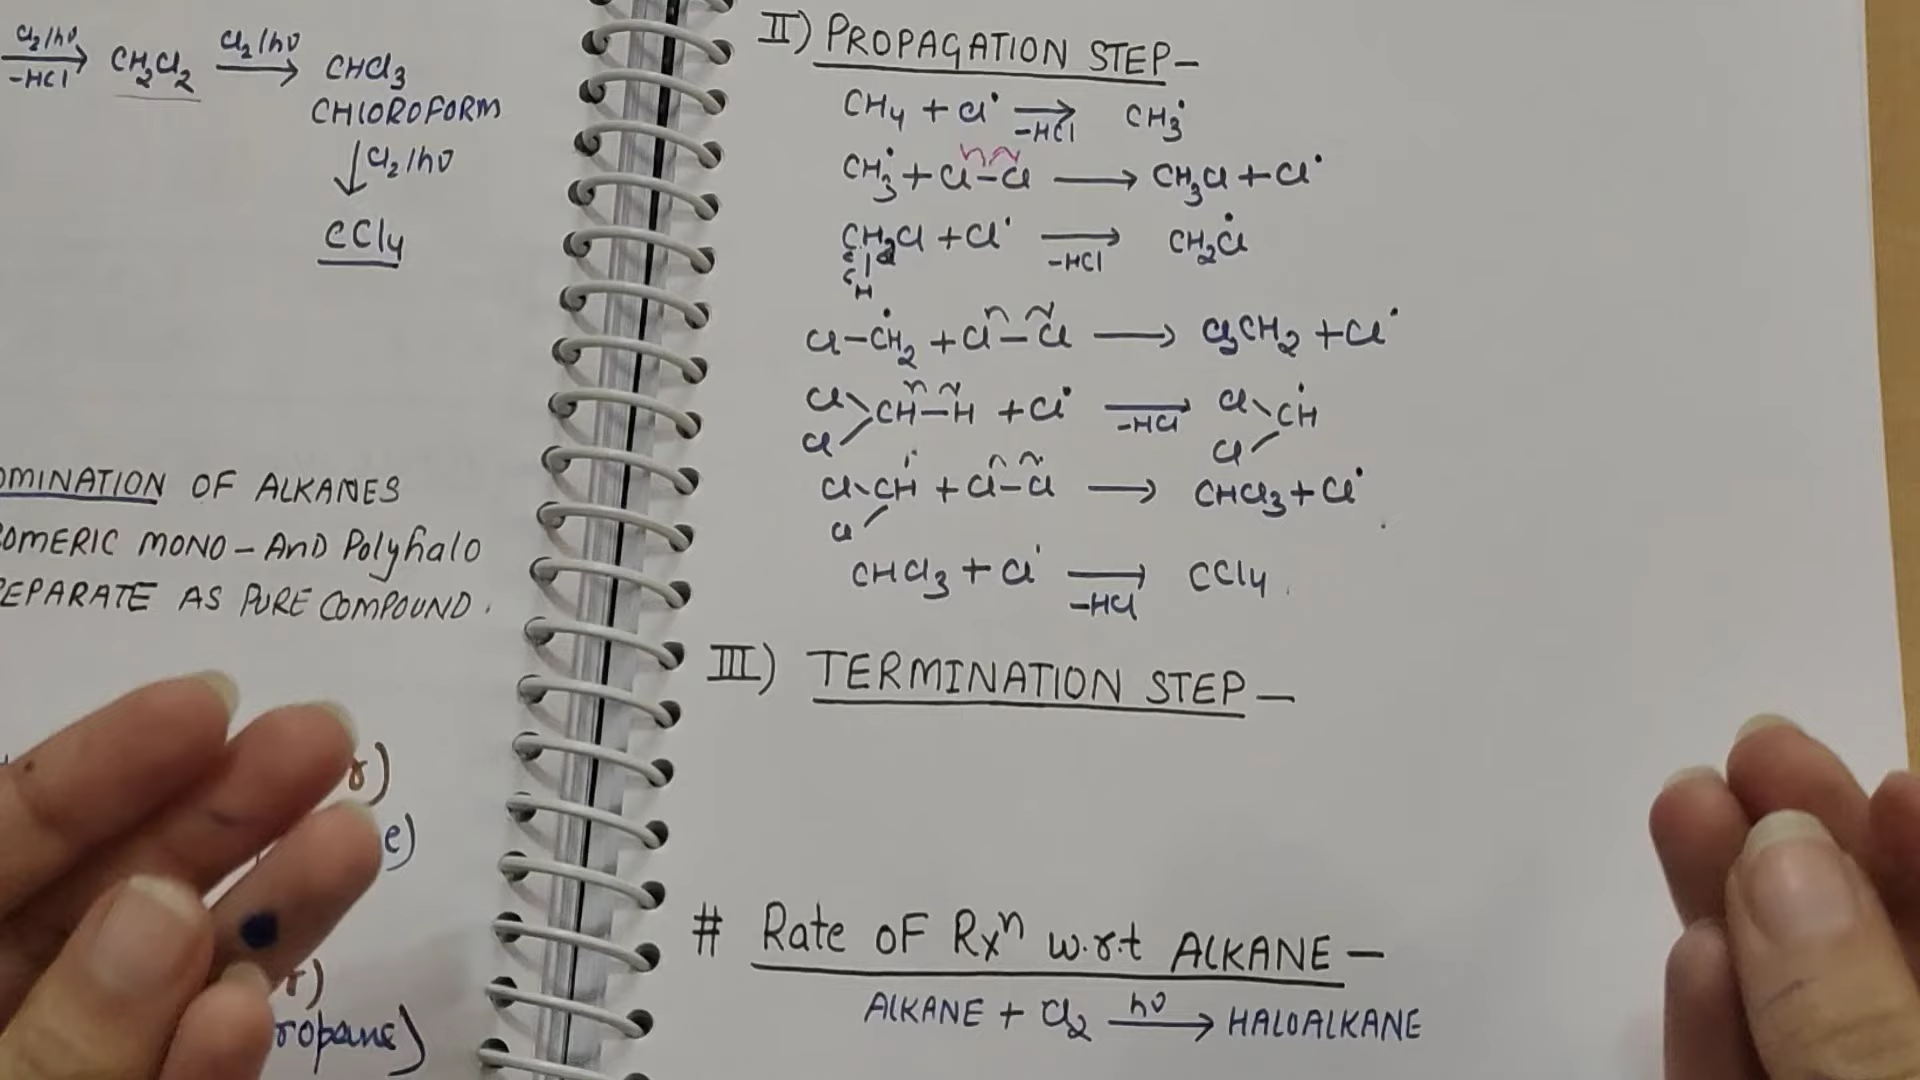 Cl2/hν
-HCl → CH2Cl2 Cl2/hν → CHCl3
CHLOROFORM
↓ Cl2/hν
CCl4
OMINATION OF ALKANES
OMERIC MONO - AND Polyhalo
EPARATE AS PURE COMPOUND.
r)
e)
r)
ropane)
II) PROPAGATION STEP-
CH4 + Cl• → -HCl CH3•
CH3• + Cl-Cl → CH3Cl + Cl•
CH2Cl + Cl• → -HCl CH2Cl•
H
Cl-CH2• + Cl-Cl → Cl2CH2 + Cl•
Cl Cl CH-H + Cl• → -HCl Cl Cl CH•
Cl Cl CH• + Cl-Cl → CHCl3 + Cl•
CHCl3 + Cl• → -HCl CCl4.
III) TERMINATION STEP-
# Rate OF Rxn w.r.t ALKANE-
ALKANE + Cl2 hν → HALOALKANE